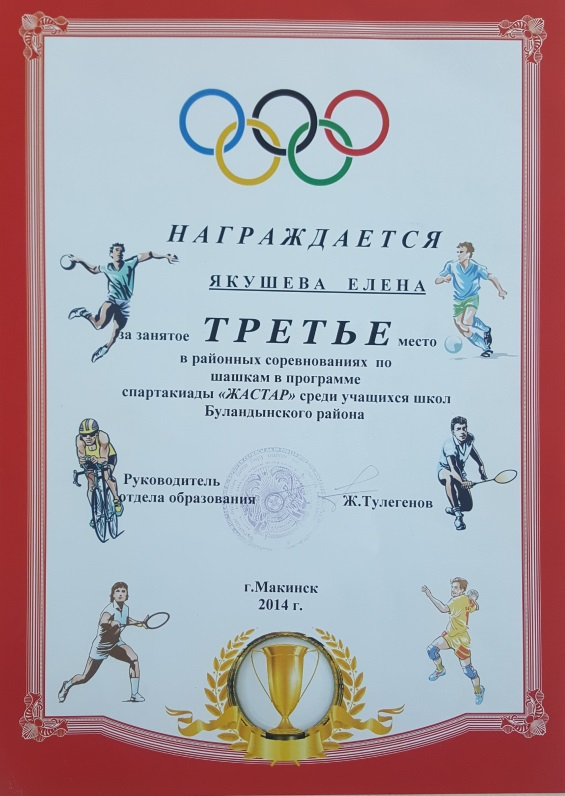 НАГРАЖДАЕТСЯ
ЯКУШЕВА ЕЛЕНА
за занятое ТРЕТЬЕ место
в районных соревнованиях по
шашкам в программе
спартакиады «ЖАСТАР» среди учащихся школ
Буландынского района
Руководитель
отдела образования Ж.Тулегенов
г.Макинск
2014 г.